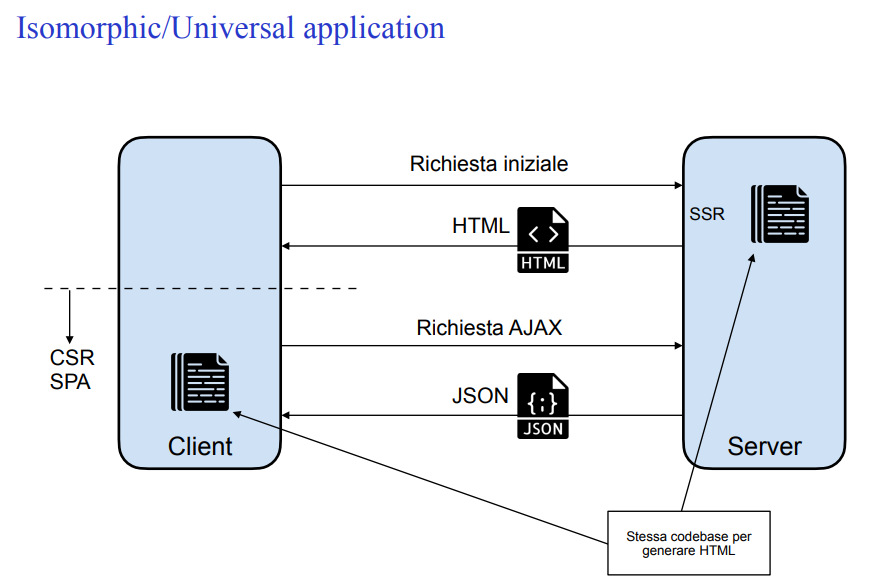 Isomorphic/Universal application
Richiesta iniziale
SSR
HTML
HTML
Richiesta AJAX
CSR
SPA
JSON
{;}
JSON
Client
Server
Stessa codebase per
generare HTML